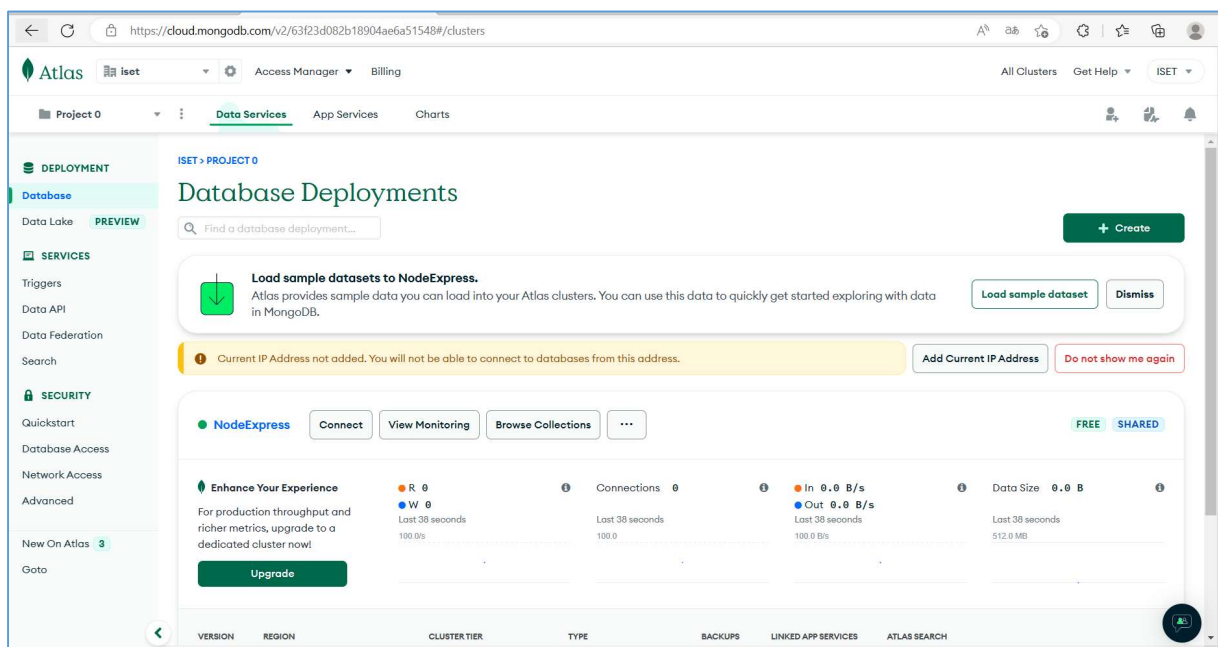 https://cloud.mongodb.com/v2/63f23d082b18904ae6a51548#/clusters
Atlas iset Access Manager Billing All Clusters Get Help ISET
Project 0 Data Services App Services Charts
DEPLOYMENT
Database
Data Lake PREVIEW
SERVICES
Triggers
Data API
Data Federation
Search
SECURITY
Quickstart
Database Access
Network Access
Advanced
New On Atlas 3
Goto
ISET > PROJECT 0
Database Deployments
Find a database deployment...
+ Create
Load sample datasets to NodeExpress.
Atlas provides sample data you can load into your Atlas clusters. You can use this data to quickly get started exploring with data
in MongoDB.
Load sample dataset Dismiss
Current IP Address not added. You will not be able to connect to databases from this address.
Add Current IP Address Do not show me again
NodeExpress Connect View Monitoring Browse Collections ... FREE SHARED
Enhance Your Experience
For production throughput and
richer metrics, upgrade to a
dedicated cluster now!
Upgrade
R 0
W 0
Last 38 seconds
100.0/s
Connections 0
Last 38 seconds
100.0
In 0.0 B/s
Out 0.0 B/s
Last 38 seconds
100.0 B/s
Data Size 0.0 B
Last 38 seconds
512.0 MB
VERSION REGION CLUSTER TIER TYPE BACKUPS LINKED APP SERVICES ATLAS SEARCH